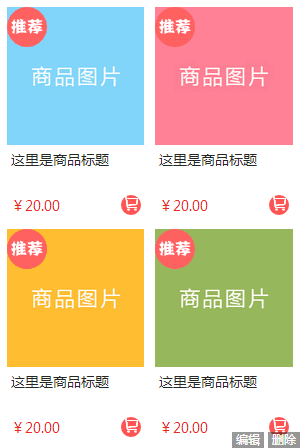 推荐
推荐
商品图片
商品图片
这里是商品标题
这里是商品标题
￥20.00
￥20.00
推荐
推荐
商品图片
商品图片
这里是商品标题
这里是商品标题
￥20.00
￥20.00
编辑 删除